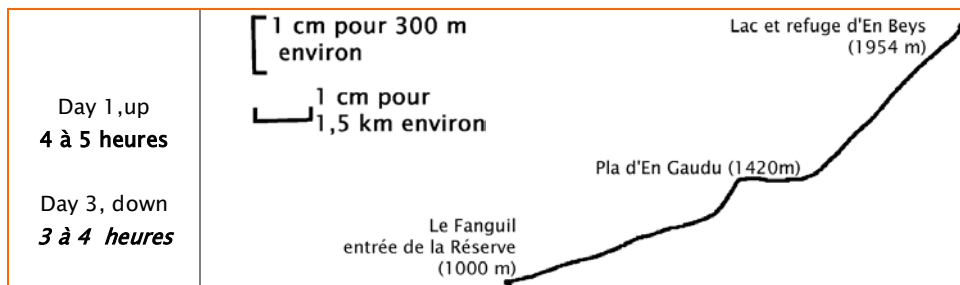 Day 1,up
4 à 5 heures
Day 3, down
3 à 4 heures
1 cm pour 300 m
environ
1 cm pour
1,5 km environ
Lac et refuge d'En Beys
(1954 m)
Pla d'En Gaudu (1420m)
Le Fanguil
entrée de la Réserve
(1000 m)